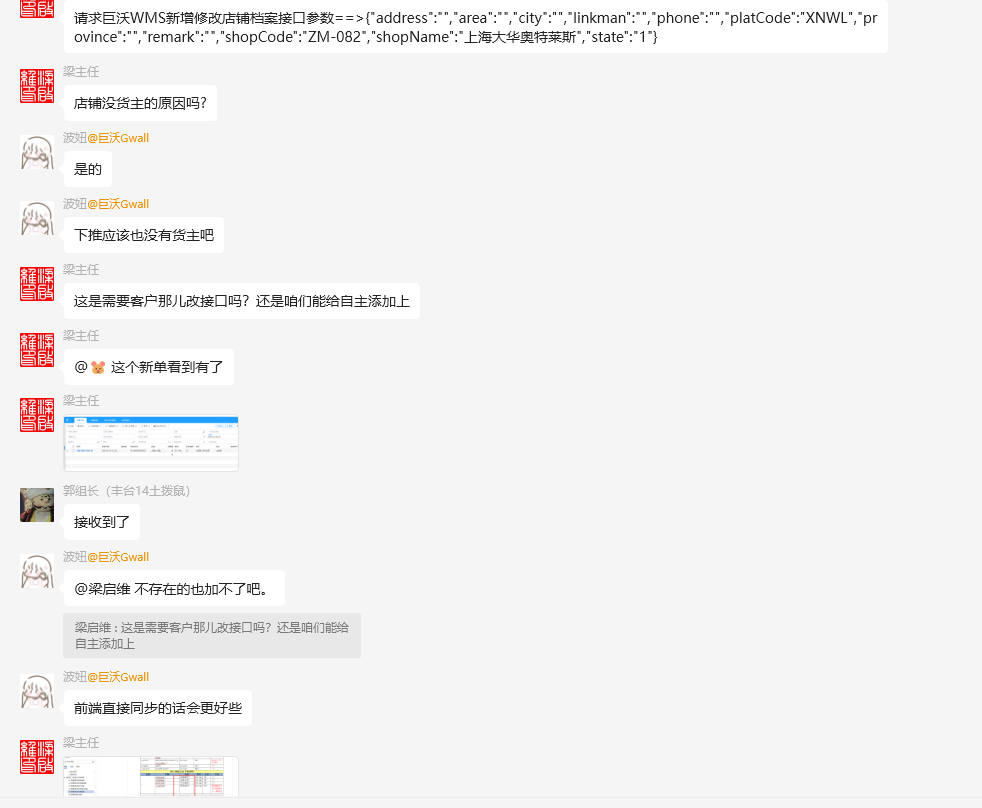 请求巨沃WMS新增修改店铺档案接口参数==>{"address":"","area":"","city":"","linkman":"","phone":"","platCode":"XNWL","pr
ovince":"","remark":"","shopCode":"ZM-082","shopName":"上海大华奥特莱斯","state":"1"}
梁主任
店铺没货主的原因吗?
波妞@巨沃Gwall
是的
波妞@巨沃Gwall
下推应该也没有货主吧
梁主任
这是需要客户那儿改接口吗？还是咱们能给自主添加上
梁主任
@🐭 这个新单看到有了
梁主任
郭组长（丰台14土拨鼠）
接收到了
波妞@巨沃Gwall
@梁启维 不存在的也加不了吧。
梁启维 : 这是需要客户那儿改接口吗？还是咱们能给
自主添加上
波妞@巨沃Gwall
前端直接同步的话会更好些
梁主任